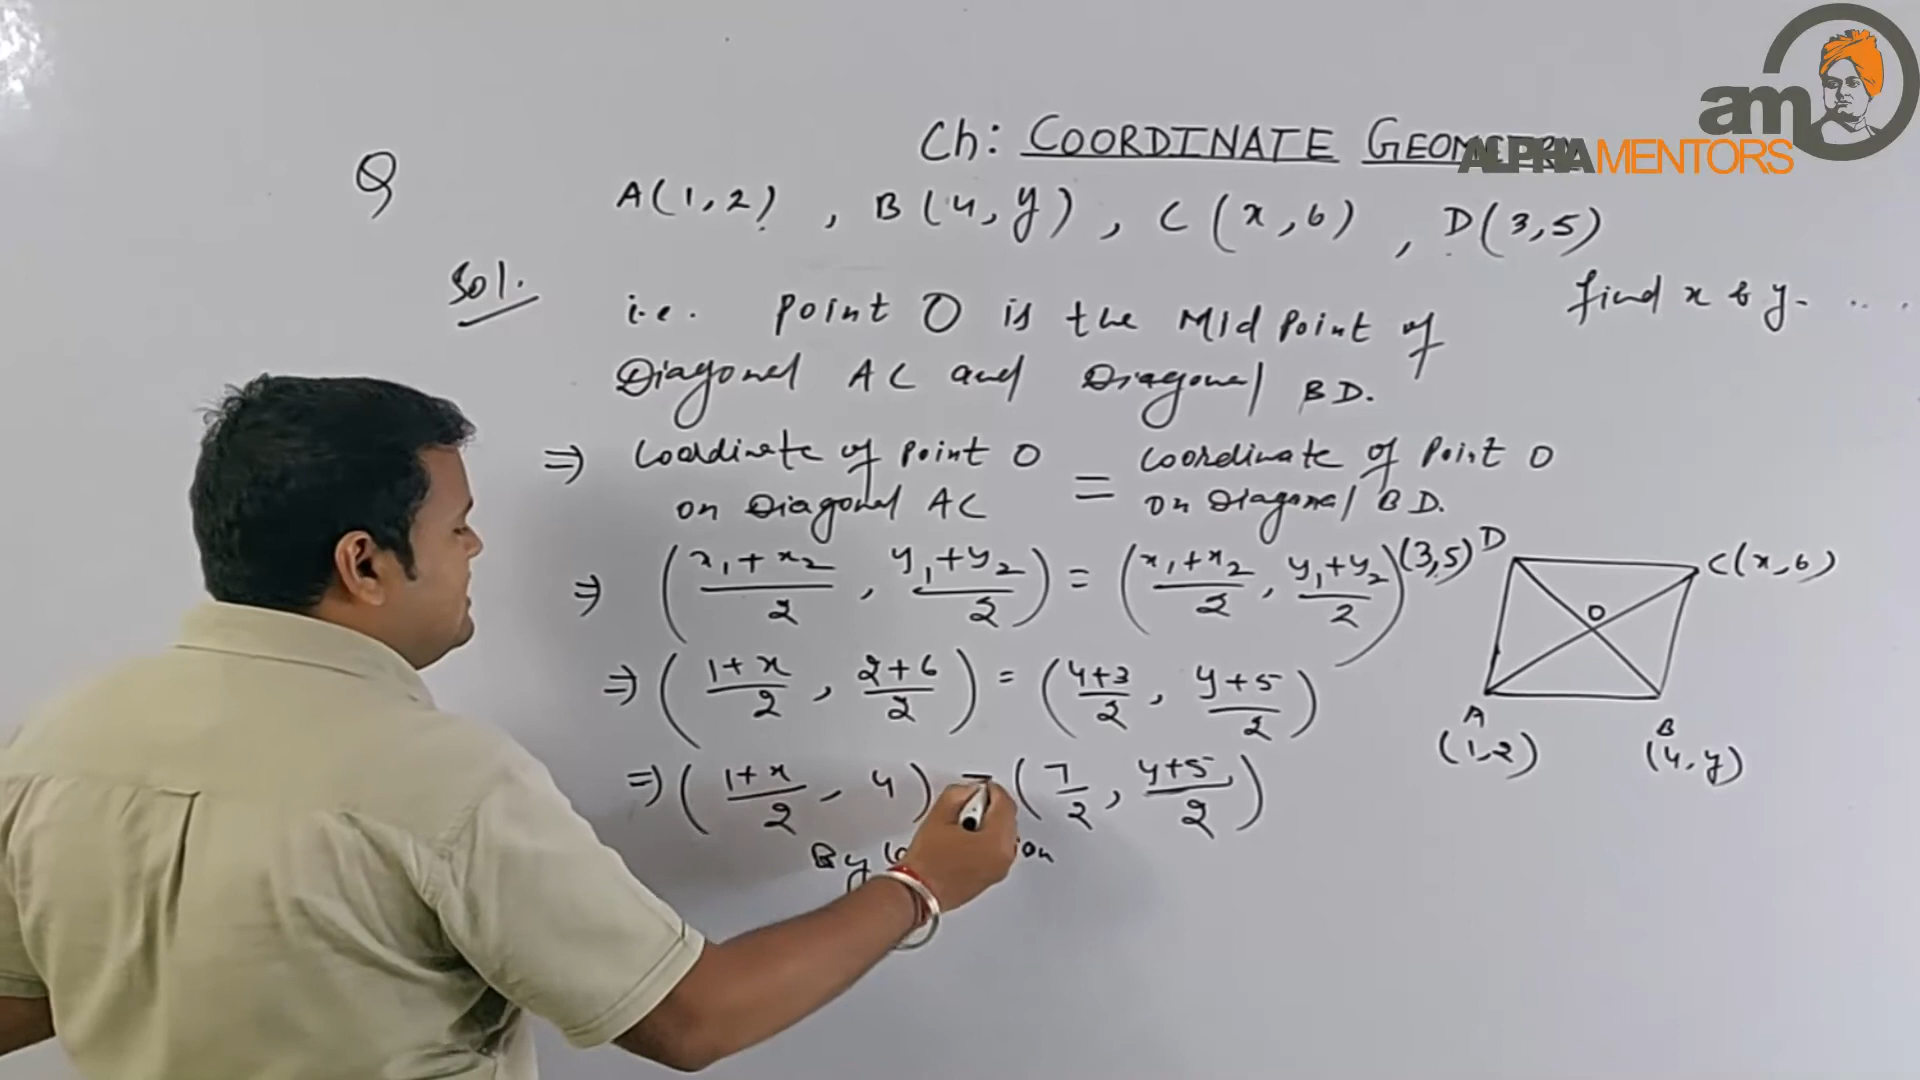 am
ALPHA MENTORS
Ch: COORDINATE GEOM
Q A(1,2) , B(4,y) , C(x,6) , D(3,5)
find x & y. ....
Sol.
i.e. Point O is the Mid Point of
Diagonal AC and Diagonal BD.
⇒ Coordinate of Point O = Coordinate of Point O
on Diagonal AC on Diagonal BD.
⇒ (x₁+x₂/2 , y₁+y₂/2) = (x₁+x₂/2 , y₁+y₂/2)
⇒ (1+x/2 , 2+6/2) = (4+3/2 , y+5/2)
⇒ (1+x/2 , 4) = (7/2 , y+5/2)
By
(3,5) D
C(x,6)
O
A
(1,2)
B
(4,y)